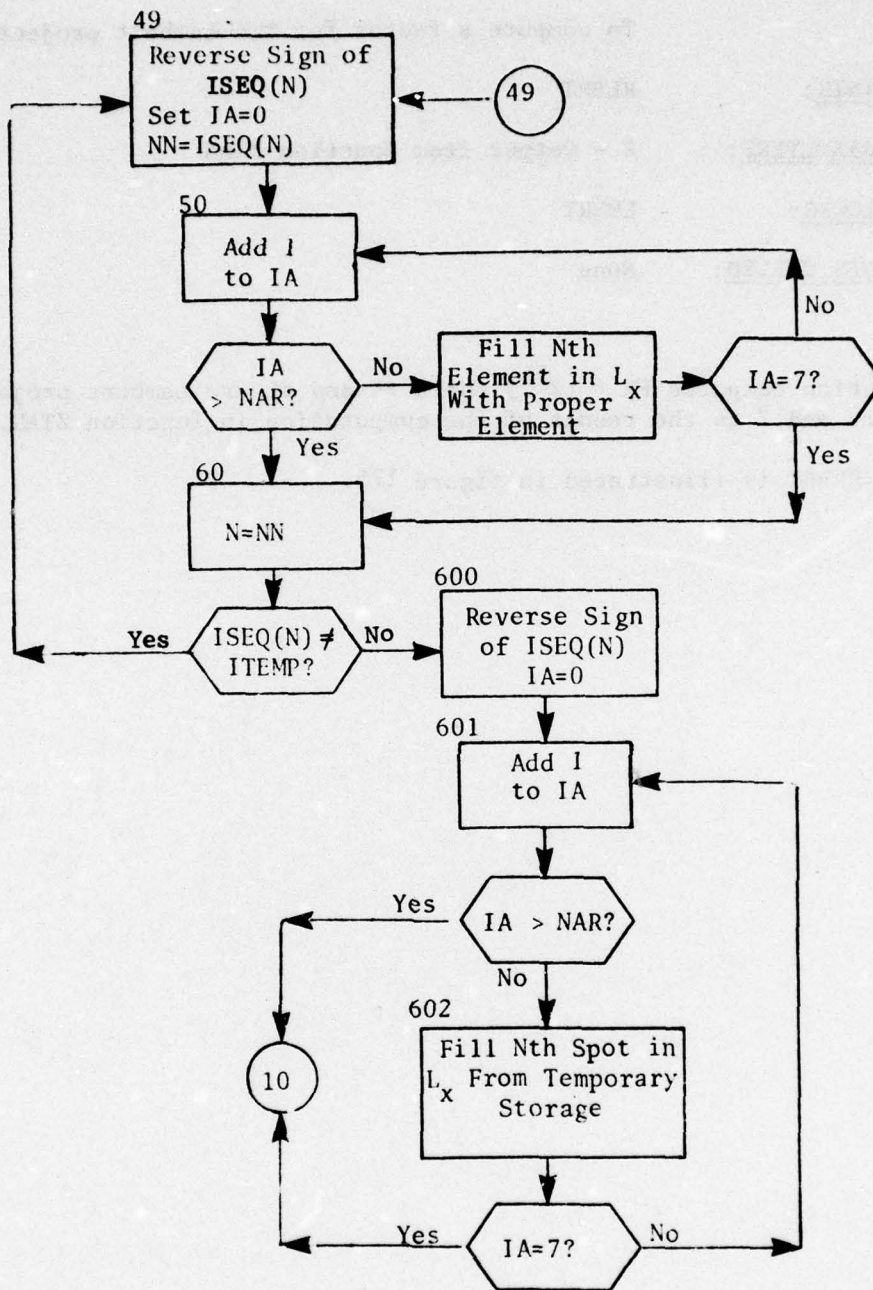 49
Reverse Sign of
ISEQ(N)
Set IA=0
NN=ISEQ(N)
49
50
Add 1
to IA
IA
> NAR?
No
Fill Nth
Element in Lx
With Proper
Element
IA=7?
No
Yes
Yes
60
N=NN
Yes
ISEQ(N) ≠
ITEMP?
No
600
Reverse Sign
of ISEQ(N)
IA=0
601
Add 1
to IA
Yes
IA > NAR?
No
602
Fill Nth Spot in
Lx From Temporary
Storage
10
Yes
IA=7?
No